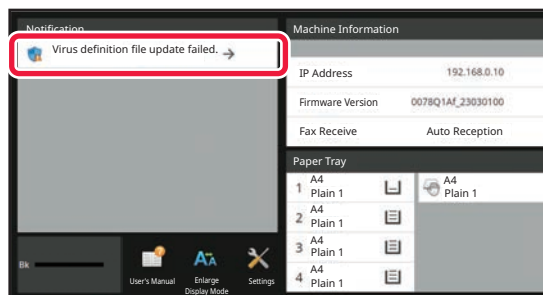 Notification
Virus definition file update failed. →
Machine Information
IP Address 192.168.0.10
Firmware Version 0078Q1Af_23030100
Fax Receive Auto Reception
Paper Tray
1 A4
Plain 1
A4
Plain 1
2 A4
Plain 1
3 A4
Plain 1
4 A4
Plain 1
Bk
User's Manual
Enlarge
Display Mode
Settings